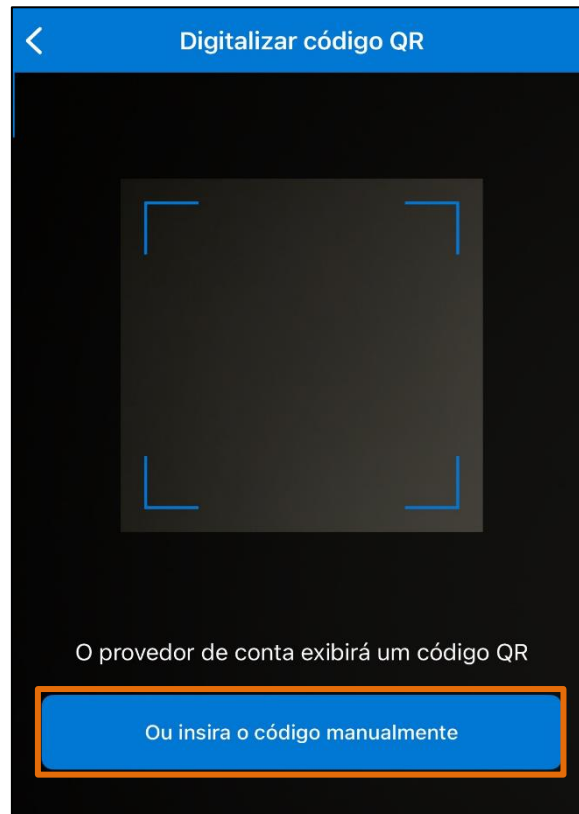 Digitalizar código QR
O provedor de conta exibirá um código QR
Ou insira o código manualmente